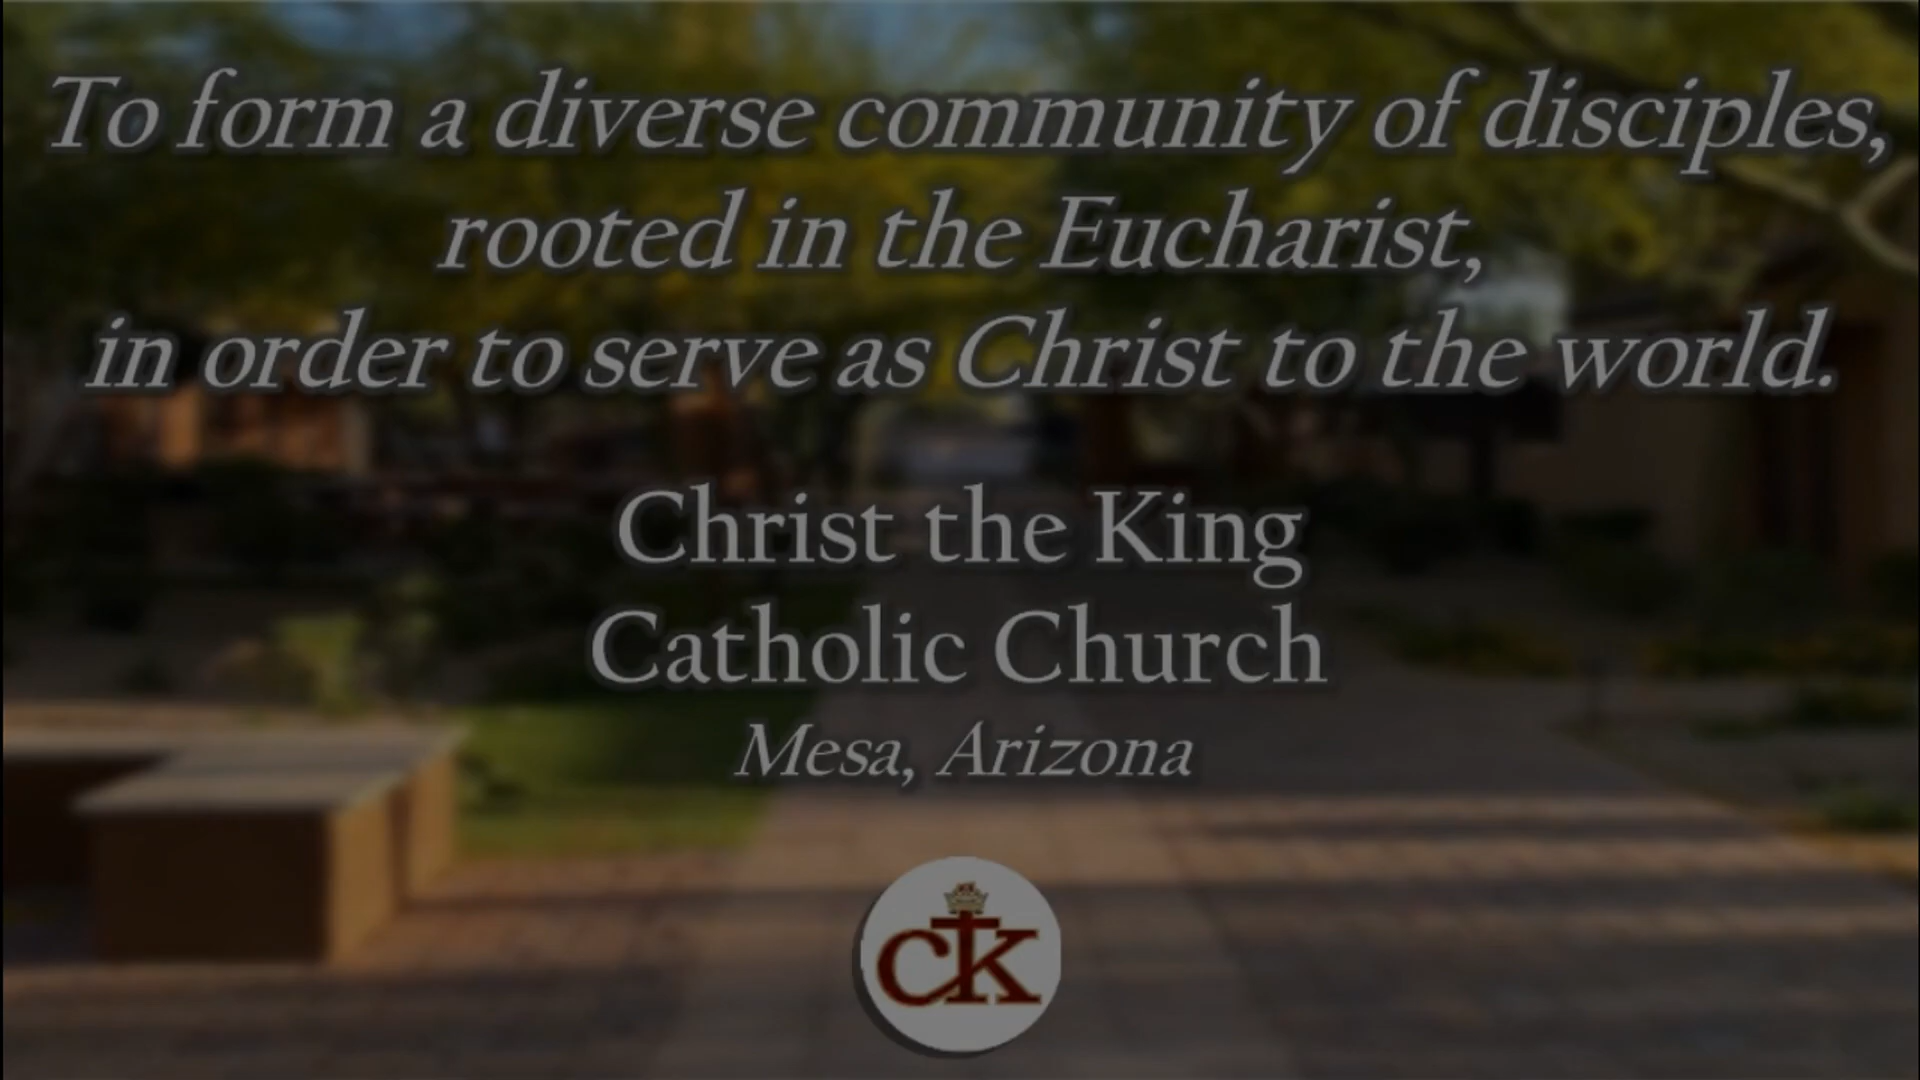 To form a diverse community of disciples,
rooted in the Eucharist,
in order to serve as Christ to the world.
Christ the King
Catholic Church
Mesa, Arizona
CTK